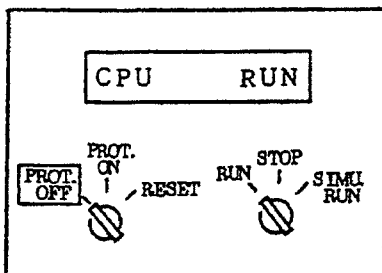 CPU RUN
PROT.
OFF
PROT.
ON
RESET
RUN
STOP
SIMU.
RUN